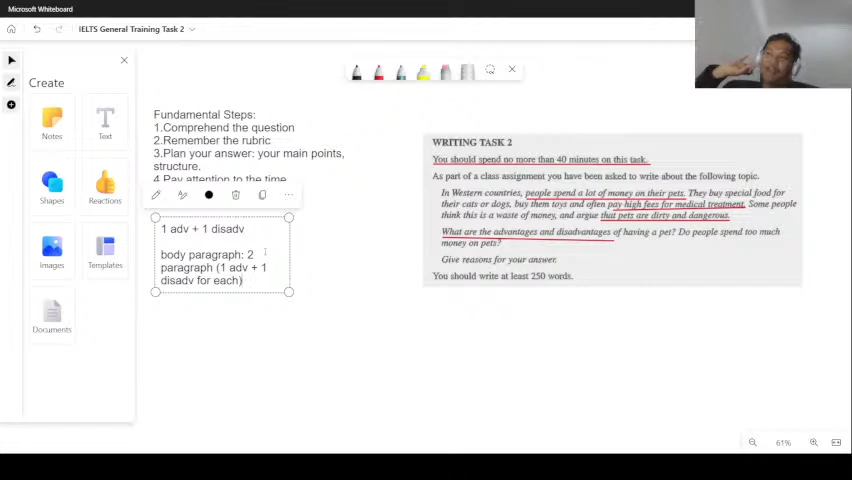 Microsoft Whiteboard
IELTS General Training Task 2
Create
Notes
Text
Shapes
Reactions
Images
Templates
Documents
Fundamental Steps:
1.Comprehend the question
2.Remember the rubric
3.Plan your answer: your main points,
structure.
4.Pay attention to the time
1 adv + 1 disadv
body paragraph: 2
paragraph (1 adv + 1
disadv for each)
WRITING TASK 2
You should spend no more than 40 minutes on this task.
As part of a class assignment you have been asked to write about the following topic.
In Western countries, people spend a lot of money on their pets. They buy special food for
their cats or dogs, buy them toys and often pay high fees for medical treatment. Some people
think this is a waste of money, and argue that pets are dirty and dangerous.
What are the advantages and disadvantages of having a pet? Do people spend too much
money on pets?
Give reasons for your answer.
You should write at least 250 words.
61%